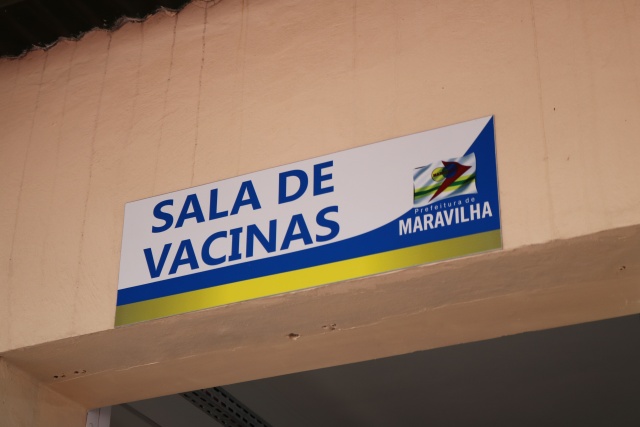 SALA DE
VACINAS
Prefeitura de
MARAVILHA